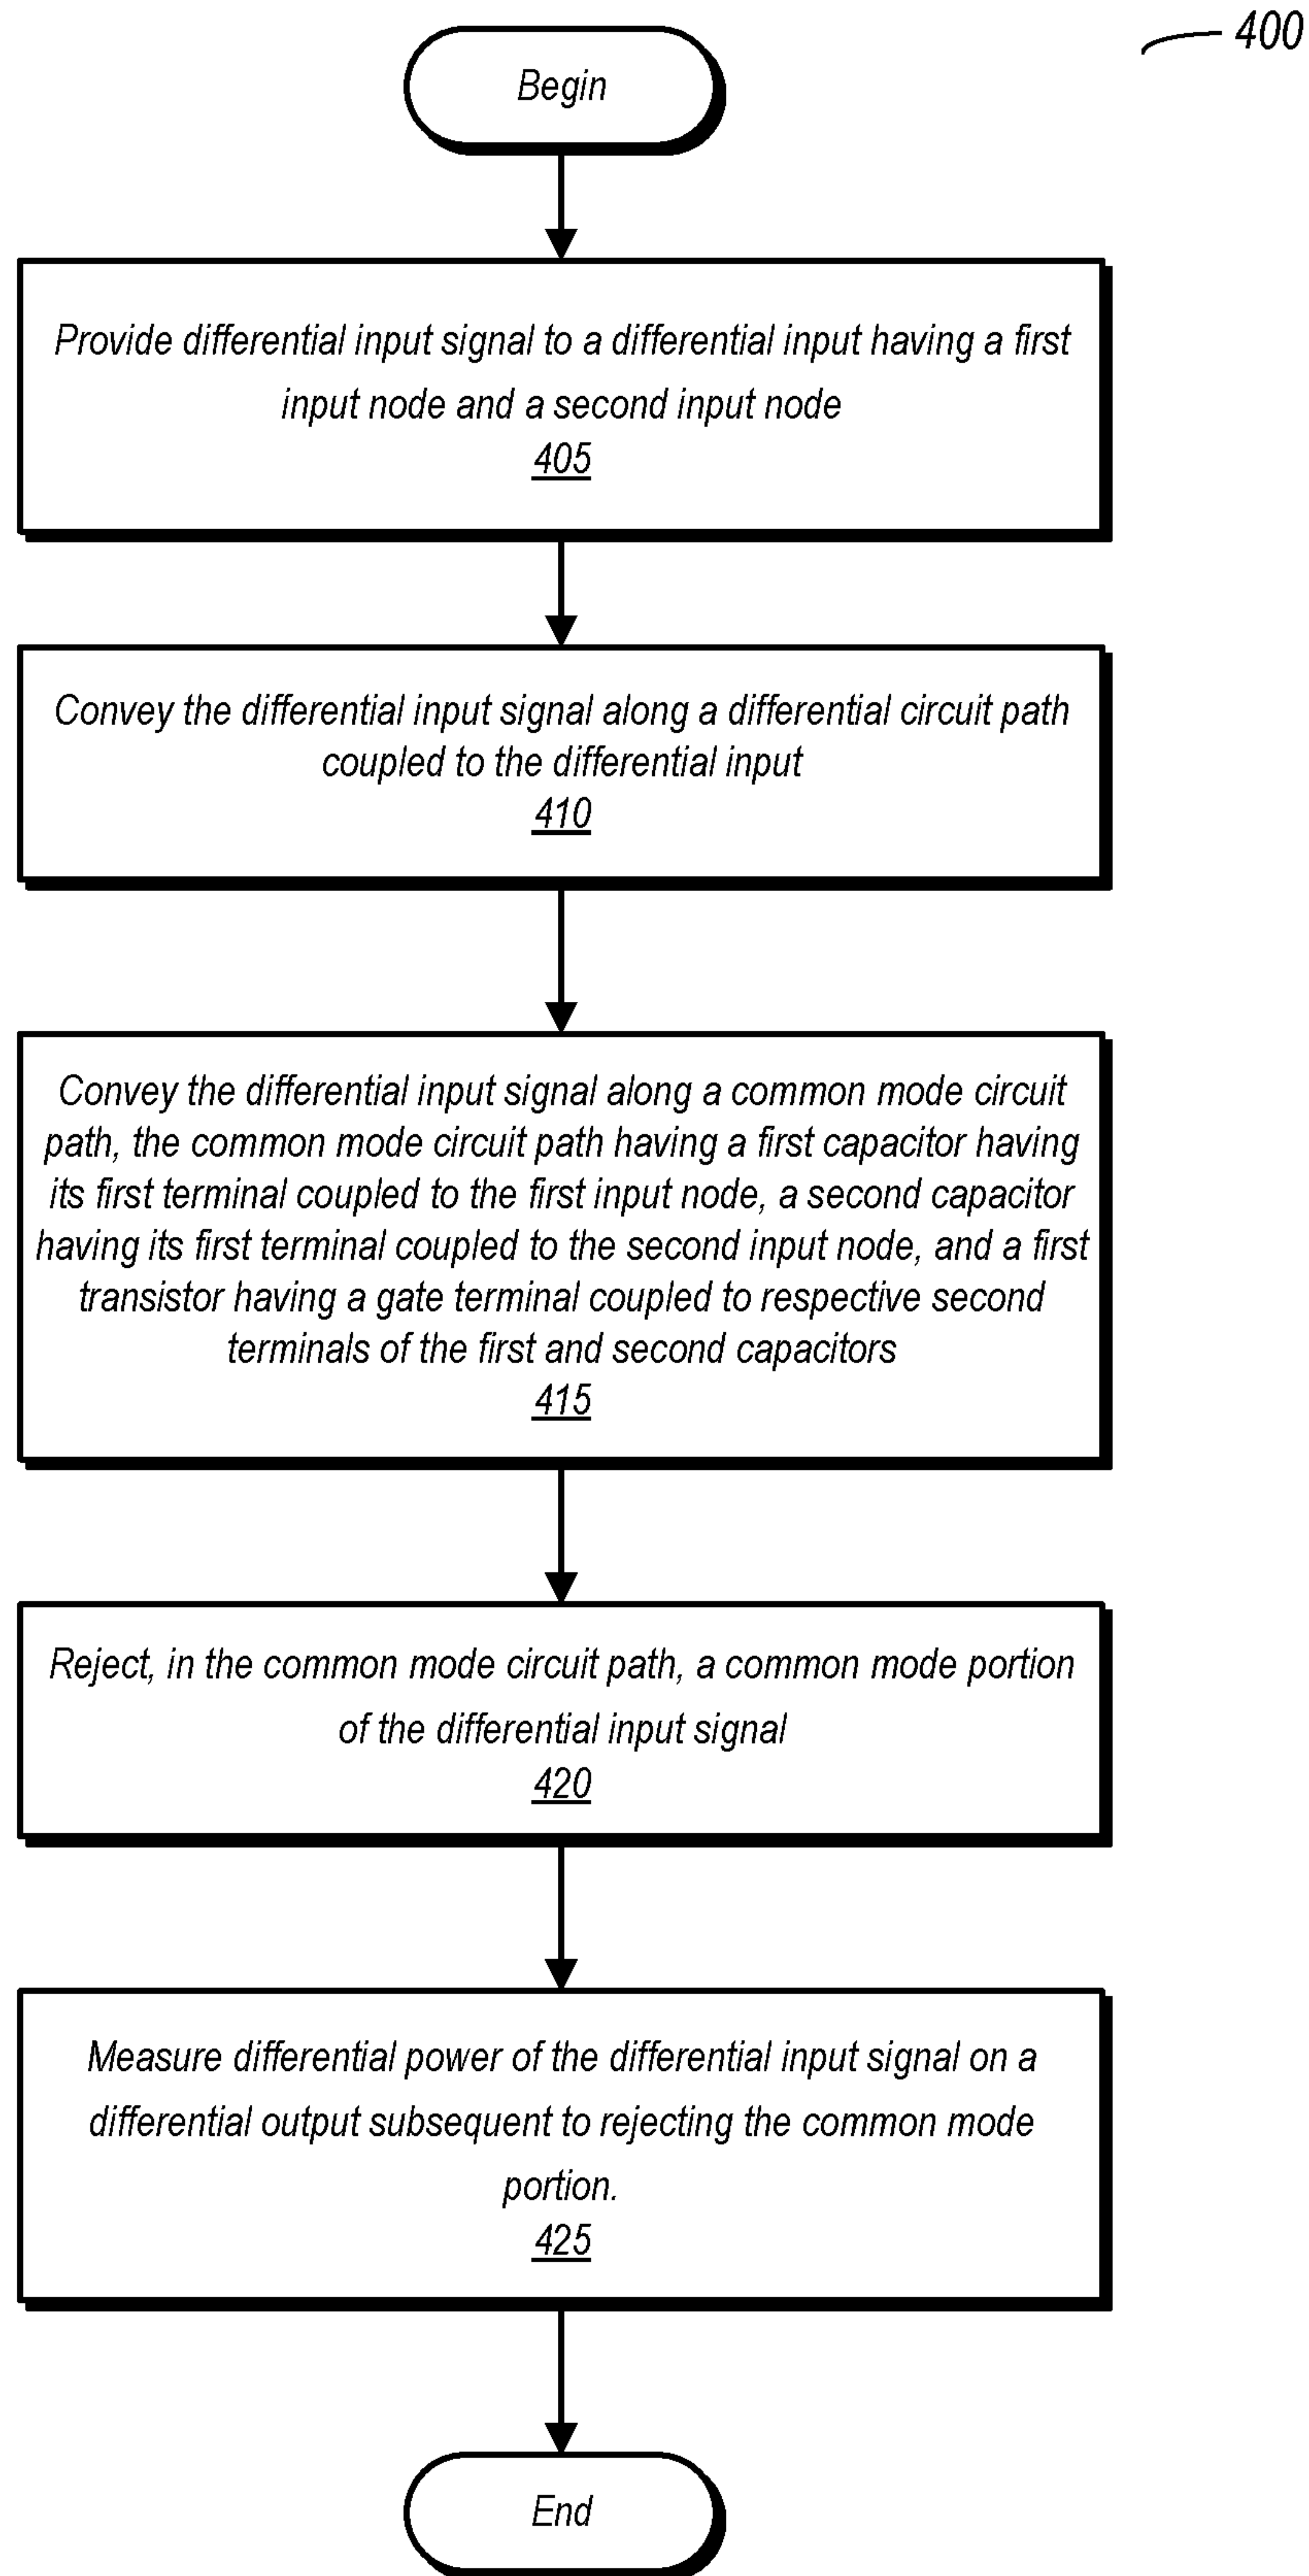 400
Begin
Provide differential input signal to a differential input having a first
input node and a second input node
405
Convey the differential input signal along a differential circuit path
coupled to the differential input
410
Convey the differential input signal along a common mode circuit
path, the common mode circuit path having a first capacitor having
its first terminal coupled to the first input node, a second capacitor
having its first terminal coupled to the second input node, and a first
transistor having a gate terminal coupled to respective second
terminals of the first and second capacitors
415
Reject, in the common mode circuit path, a common mode portion
of the differential input signal
420
Measure differential power of the differential input signal on a
differential output subsequent to rejecting the common mode
portion.
425
End